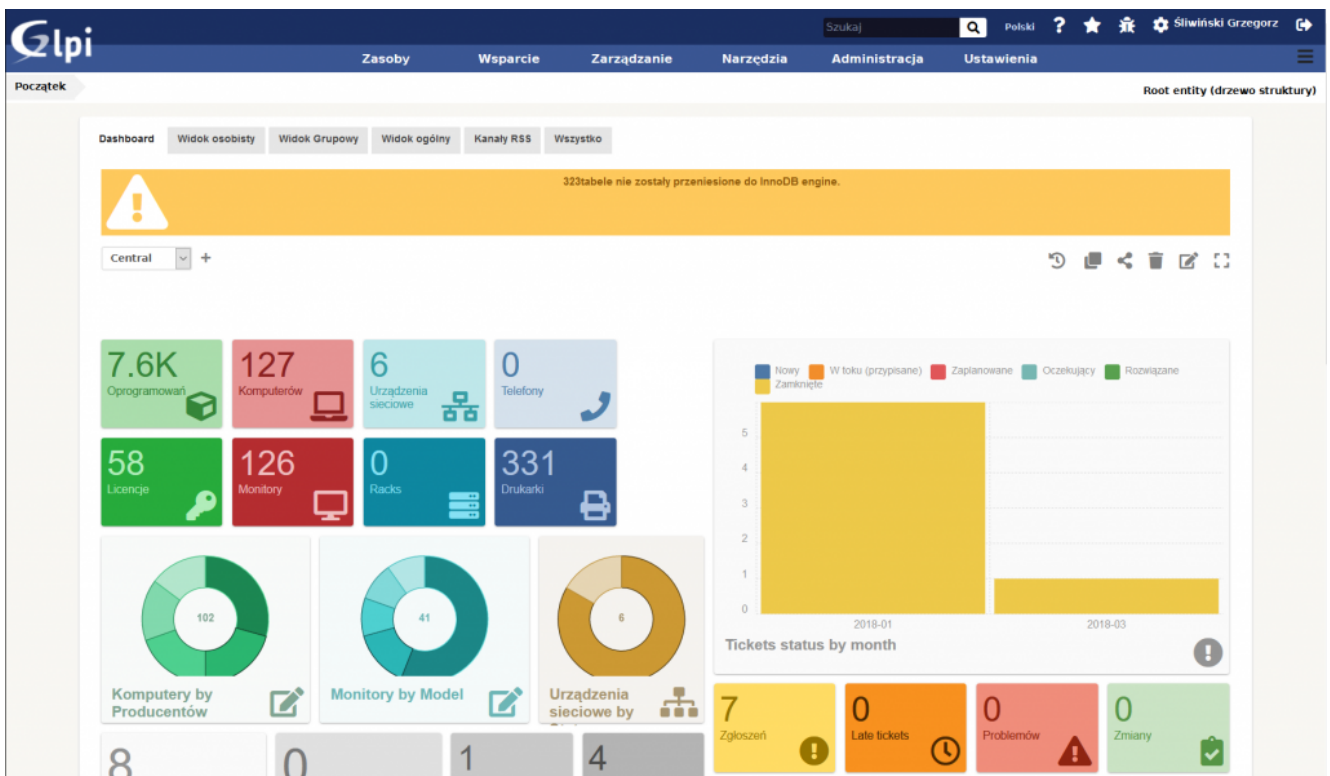 Glpi
Szukaj
Polski
?
Śliwiński Grzegorz
Zasoby Wsparcie Zarządzanie Narzędzia Administracja Ustawienia
Początek
Root entity (drzewo struktury)
Dashboard Widok osobisty Widok Grupowy Widok ogólny Kanały RSS Wszystko
323tabele nie zostały przeniesione do InnoDB engine.
Central
+
7.6K
Oprogramowań
127
Komputerów
6
Urządzenia
sieciowe
0
Telefony
58
Licencje
126
Monitory
0
Racks
331
Drukarki
102
Komputery by
Producentów
41
Monitory by Model
6
Urządzenia
sieciowe by
Nowy W toku (przypisane) Zaplanowane Oczekujący Rozwiązane
Zamknięte
5
4
3
2
1
0
2018-01 2018-03
Tickets status by month
7
Zgłoszeń
0
Late tickets
0
Problemów
0
Zmiany
8
0
1
4